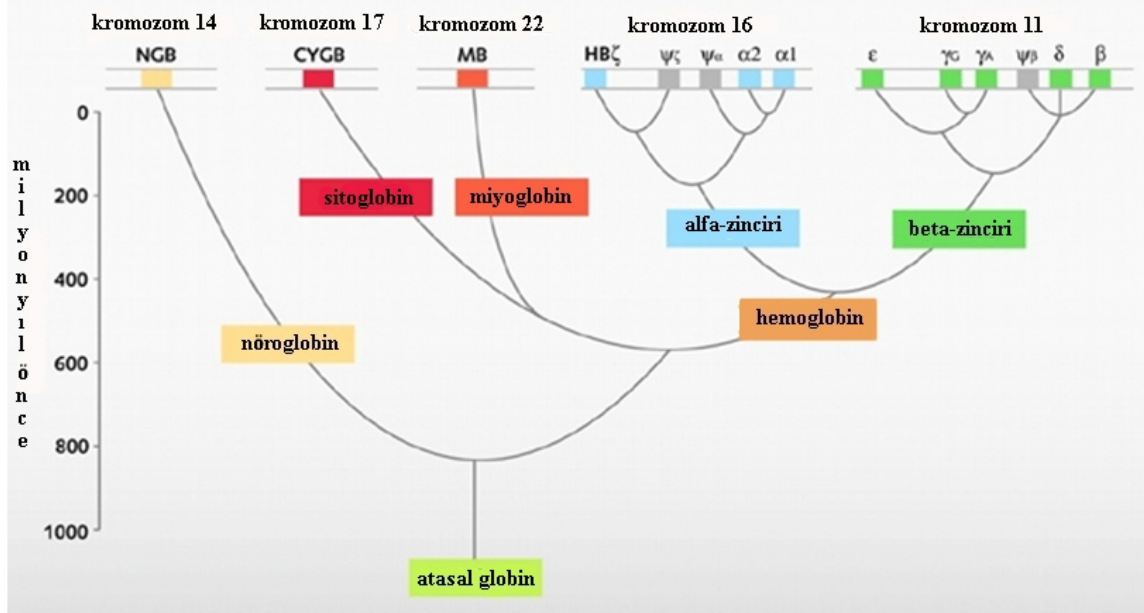 kromozom 14 kromozom 17 kromozom 22 kromozom 16 kromozom 11
NGB CYGB MB HBζ ψζ ψα α2 α1 ε γG γA ψβ δ β
0
200
400
600
800
1000
milyonyılönce
sitoglobin
miyoglobin
alfa-zinciri
beta-zinciri
hemoglobin
nöroglobin
atasal globin